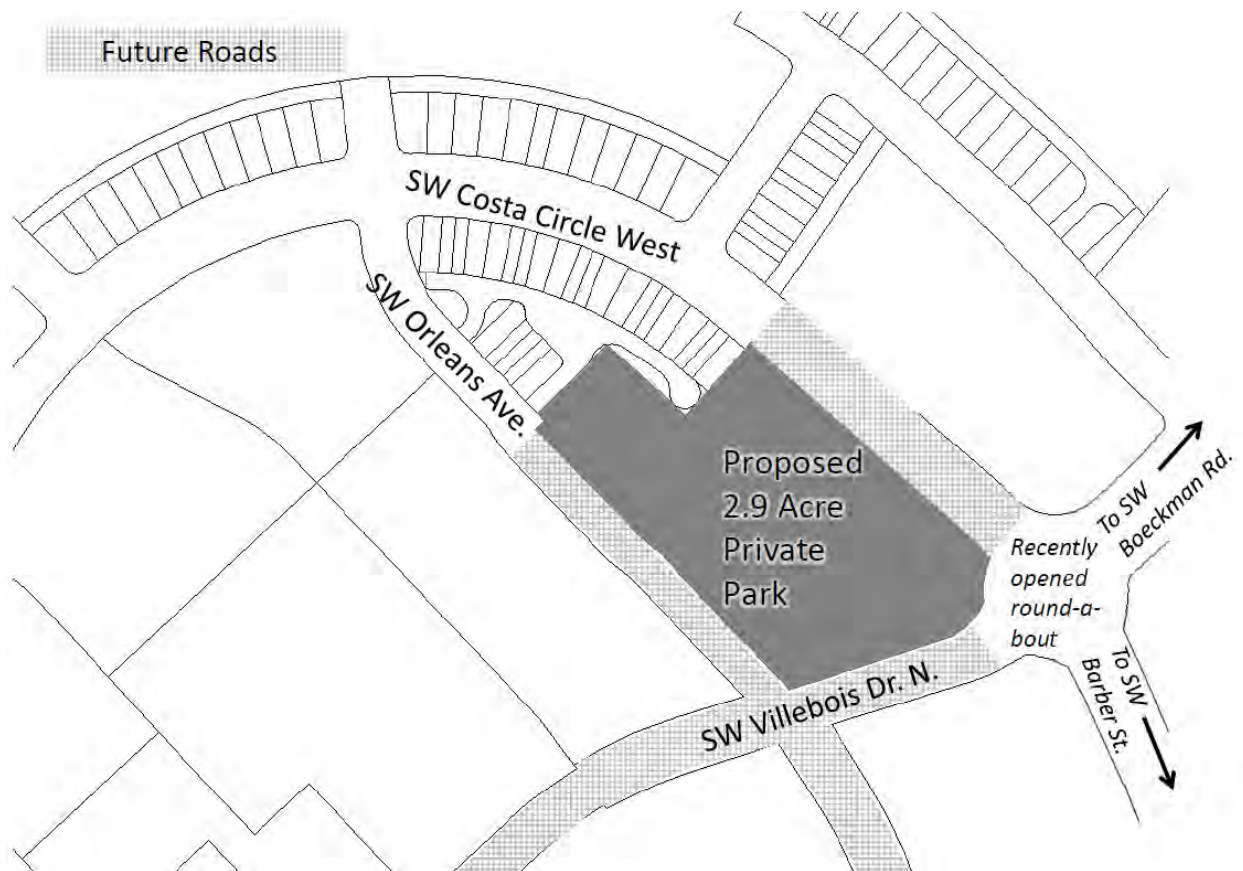 Future Roads
SW Costa Circle West
SW Orleans Ave.
Proposed
2.9 Acre
Private
Park
To SW
Boeckman Rd.
Recently
opened
round-a-
bout
To SW
Barber St.
SW Villebois Dr. N.